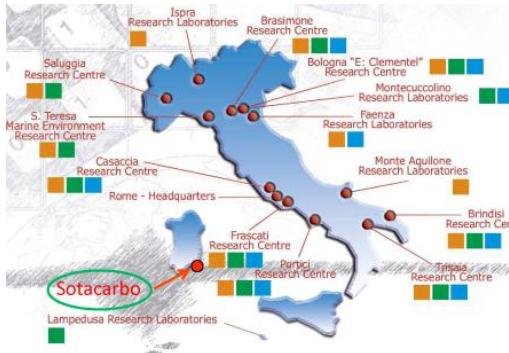 Ispra
Research Laboratories
Brasimone
Research Centre
Saluggia
Research Centre
Bologna "E: Clementel"
Research Centre
Montecuccolino
Research Laboratories
S. Teresa
Marine Environment
Research Centre
Faenza
Research Laboratories
Casaccia
Research Centre
Monte Aquilone
Research Laboratories
Rome - Headquarters
Brindisi
Research Cent
Frascati
Research Centre
Portici
Research Centre
Trisaia
Research Centre
Sotacarbo
Lampedusa Research Laboratories